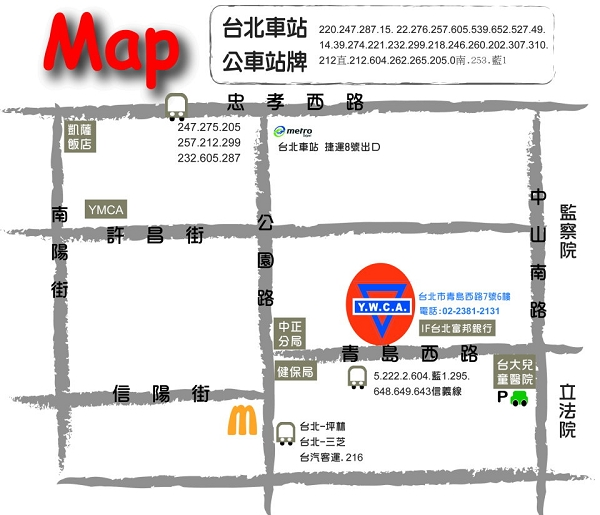 Map
台北車站
公車站牌
220.247.287.15. 22.276.257.605.539.652.527.49.
14.39.274.221.232.299.218.246.260.202.307.310.
212直.212.604.262.265.205.0南.253.藍1
忠孝西路
凱薩
飯店
247.275.205
257.212.299
232.605.287
metro
台北車站 捷運8號出口
YMCA
南陽街
許昌街
公園路
中山南路
監察院
Y.W.C.A.
台北市青島西路7號6樓
電話:02-2381-2131
1F台北富邦銀行
中正
分局
青島西路
健保局
5.222.2.604.藍1.295.
648.649.643信義線
台大兒
童醫院
P
信陽街
立法院
台北-坪林
台北-三芝
台汽客運.216